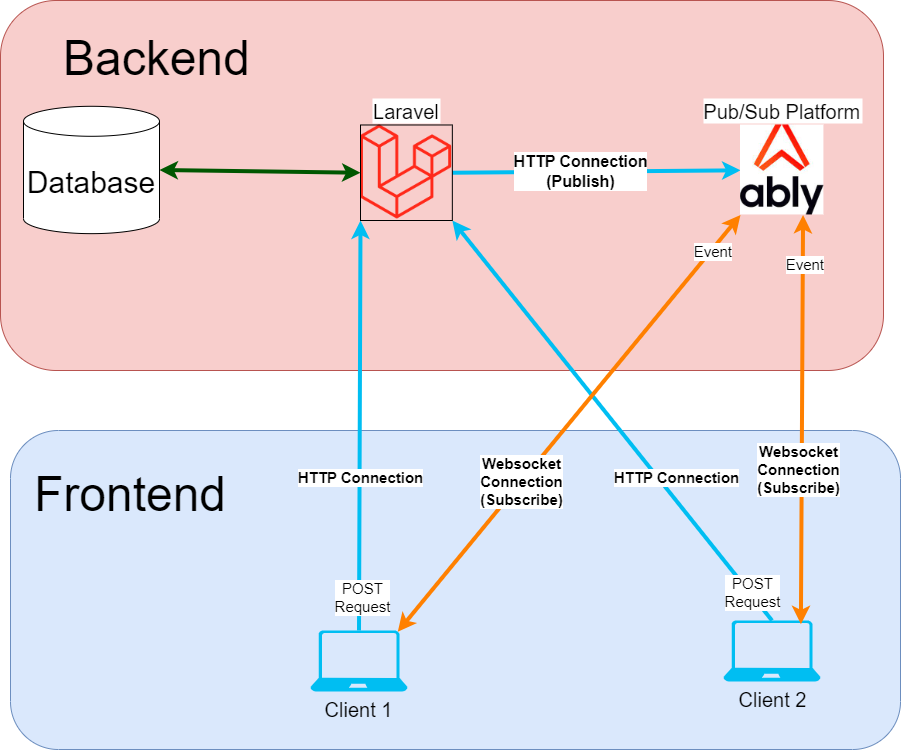 Backend
Laravel
Pub/Sub Platform
Database
HTTP Connection
(Publish)
ably
Event
Event
Frontend
HTTP Connection
Websocket
Connection
(Subscribe)
HTTP Connection
Websocket
Connection
(Subscribe)
POST
Request
POST
Request
Client 1
Client 2